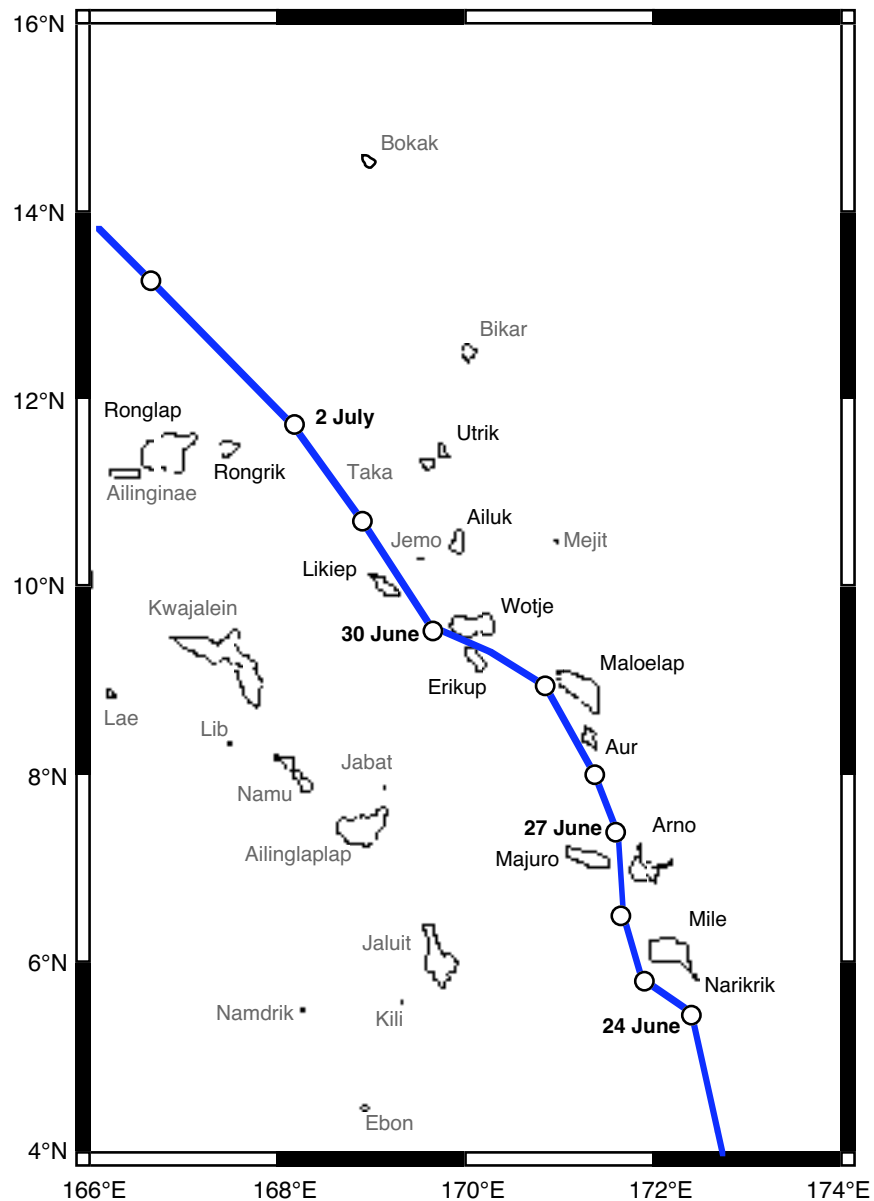 16°N
Bokak
14°N
Bikar
12°N
Ronglap
2 July
Utrik
Rongrik
Taka
Ailinginae
Ailuk
Jemo
Mejit
10°N
Likiep
Kwajalein
Wotje
30 June
Maloelap
Erikup
Lae
Lib
Aur
8°N
Jabat
Namu
27 June
Arno
Ailinglaplap
Majuro
Mile
Jaluit
6°N
Narikrik
Namdrik
Kili
24 June
Ebon
4°N
166°E
168°E
170°E
172°E
174°E